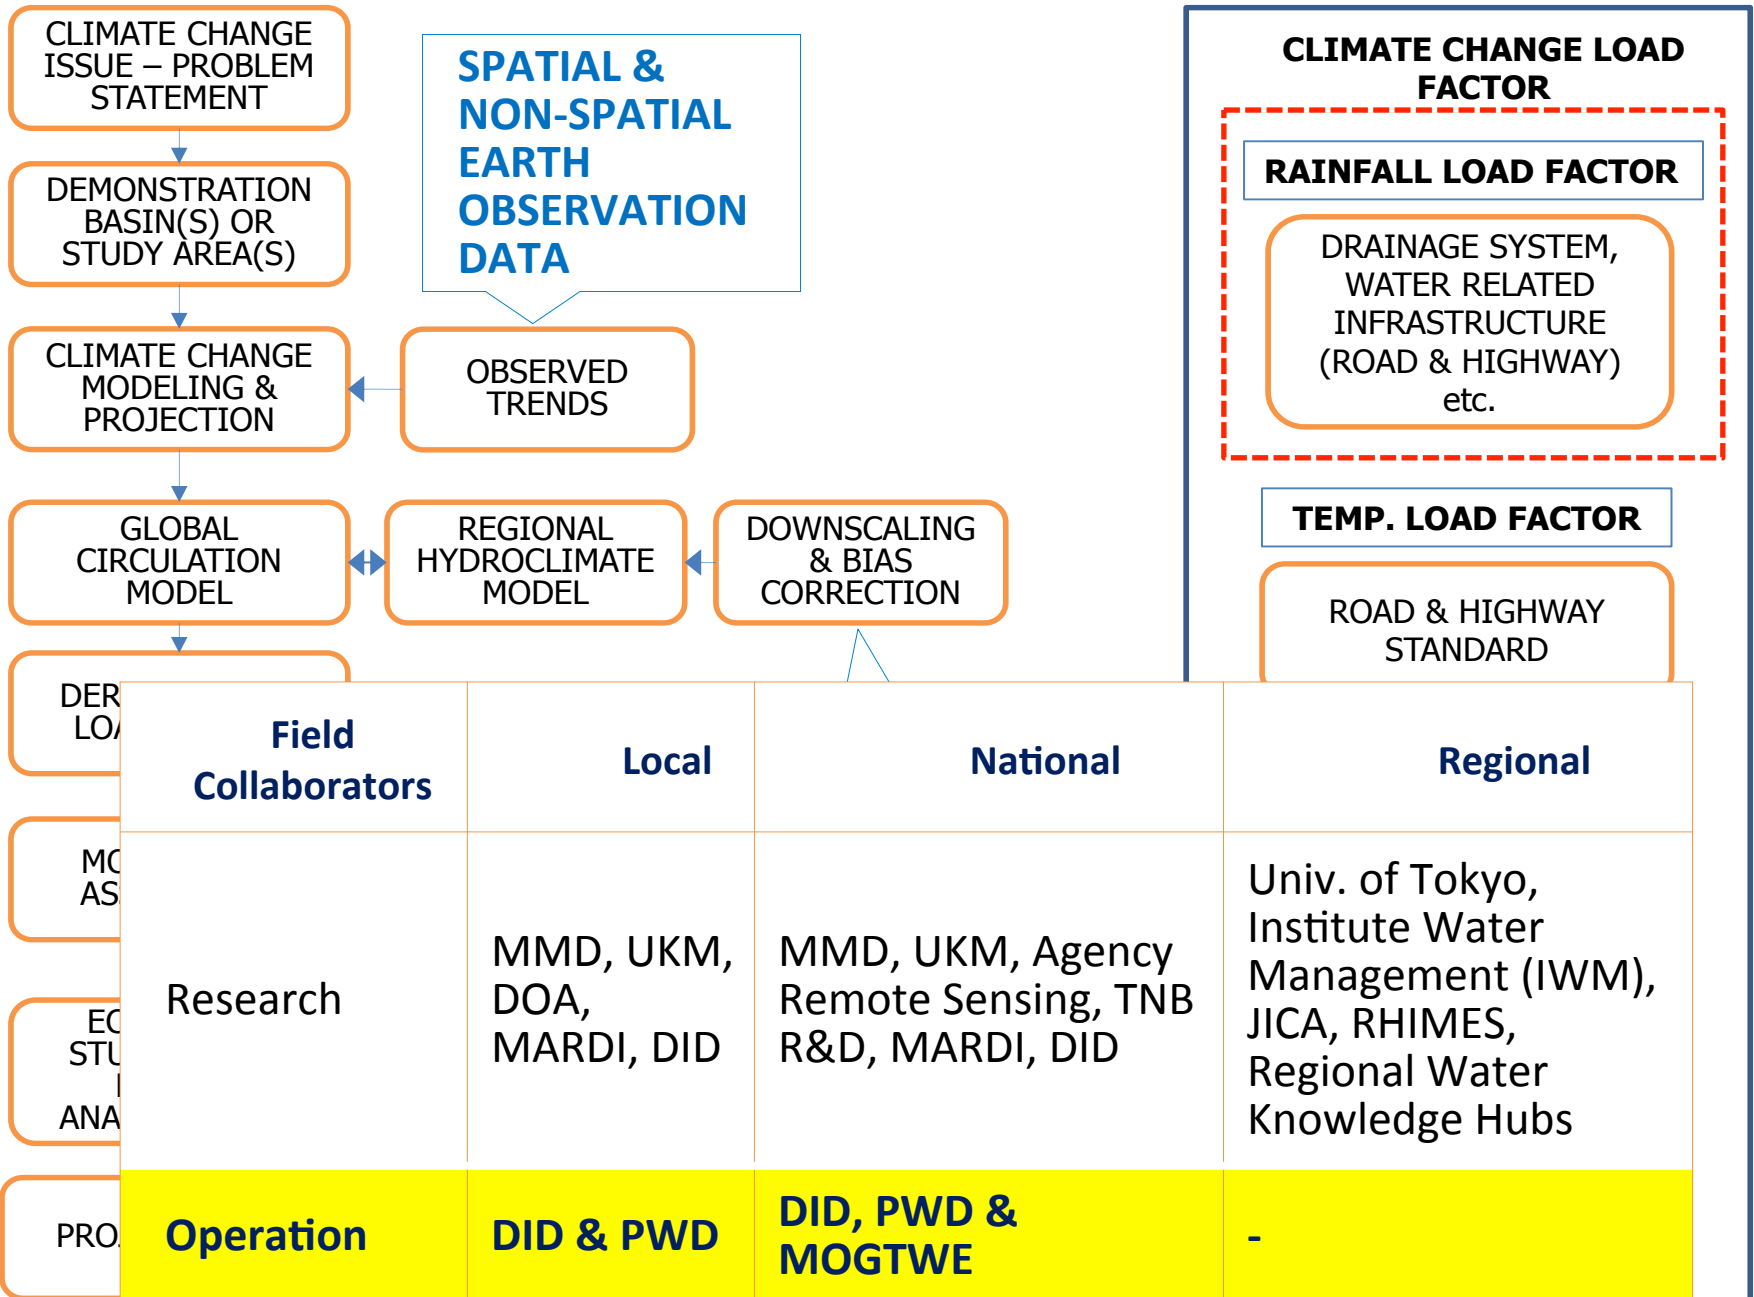 CLIMATE CHANGE
ISSUE – PROBLEM
STATEMENT
DEMONSTRATION
BASIN(S) OR
STUDY AREA(S)
CLIMATE CHANGE
MODELING &
PROJECTION
SPATIAL &
NON-SPATIAL
EARTH
OBSERVATION
DATA
OBSERVED
TRENDS
GLOBAL
CIRCULATION
MODEL
REGIONAL
HYDROCLIMATE
MODEL
DOWNSCALING
& BIAS
CORRECTION
CLIMATE CHANGE LOAD
FACTOR
RAINFALL LOAD FACTOR
DRAINAGE SYSTEM,
WATER RELATED
INFRASTRUCTURE
(ROAD & HIGHWAY)
etc.
TEMP. LOAD FACTOR
ROAD & HIGHWAY
STANDARD
Field
Collaborators
Local
National
Regional
Research
MMD, UKM,
DOA,
MARDI, DID
MMD, UKM, Agency
Remote Sensing, TNB
R&D, MARDI, DID
Univ. of Tokyo,
Institute Water
Management (IWM),
JICA, RHIMES,
Regional Water
Knowledge Hubs
Operation
DID & PWD
DID, PWD &
MOGTWE
-